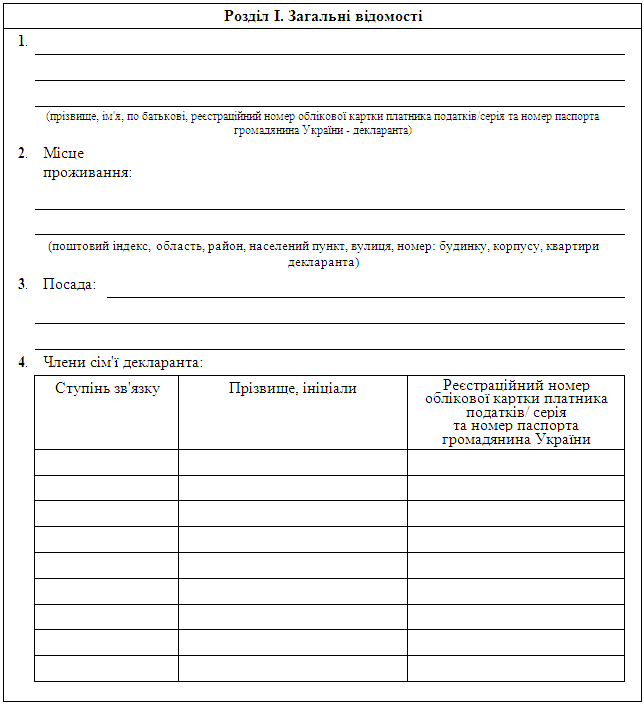 Розділ I. Загальні відомості
1.
(прізвище, ім'я, по батькові, реєстраційний номер облікової картки платника податків/серія та номер паспорта
громадянина України - декларанта)
2. Місце
проживання:
(поштовий індекс, область, район, населений пункт, вулиця, номер: будинку, корпусу, квартири
декларанта)
3. Посада:
4. Члени сім'ї декларанта:
Ступінь зв'язку
Прізвище, ініціали
Реєстраційний номер
облікової картки платника
податків/ серія
та номер паспорта
громадянина України